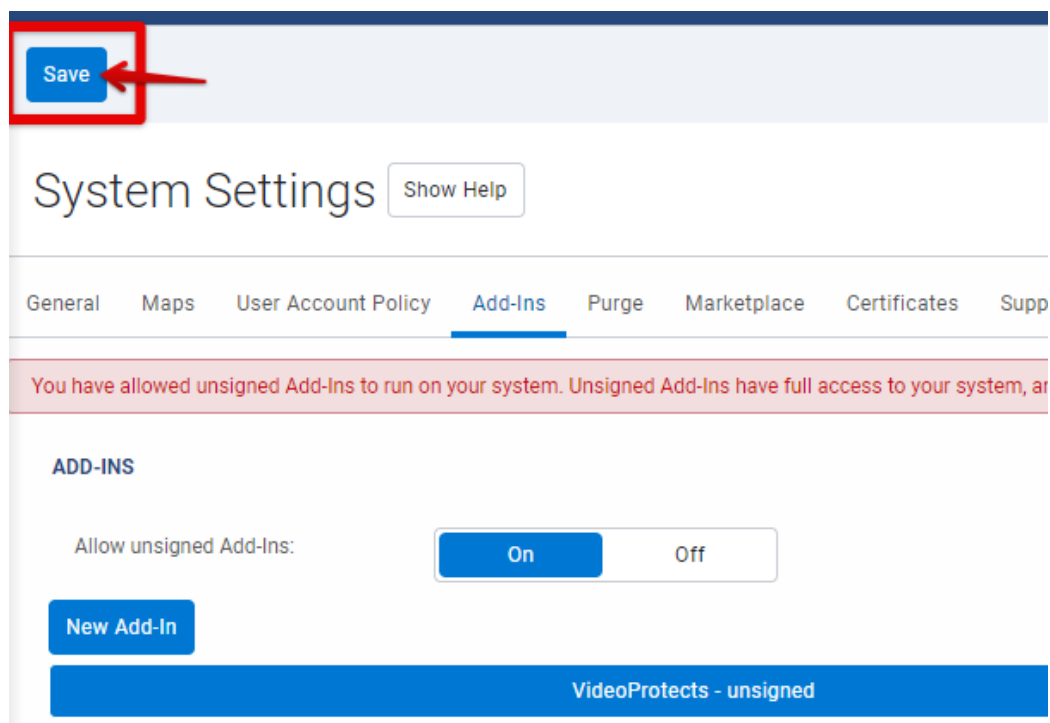 Save
System Settings Show Help
General Maps User Account Policy Add-Ins Purge Marketplace Certificates Supp
You have allowed unsigned Add-Ins to run on your system. Unsigned Add-Ins have full access to your system, ar
ADD-INS
Allow unsigned Add-Ins: On Off
New Add-In
VideoProtects - unsigned